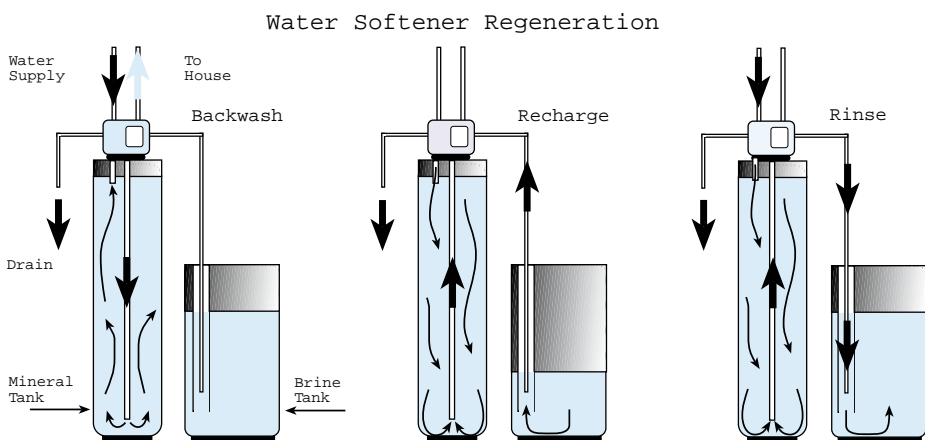 Water Softener Regeneration
Water
Supply
To
House
Backwash
Recharge
Rinse
Drain
Mineral
Tank
Brine
Tank